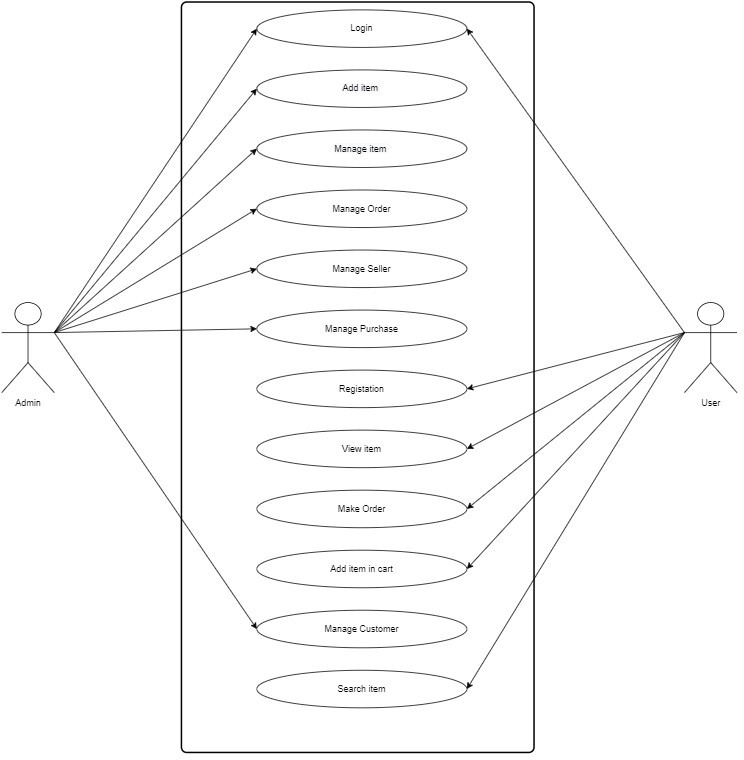 Login
Add item
Manage item
Manage Order
Manage Seller
Manage Purchase
Registation
View item
Make Order
Add item in cart
Manage Customer
Search item
Admin
User